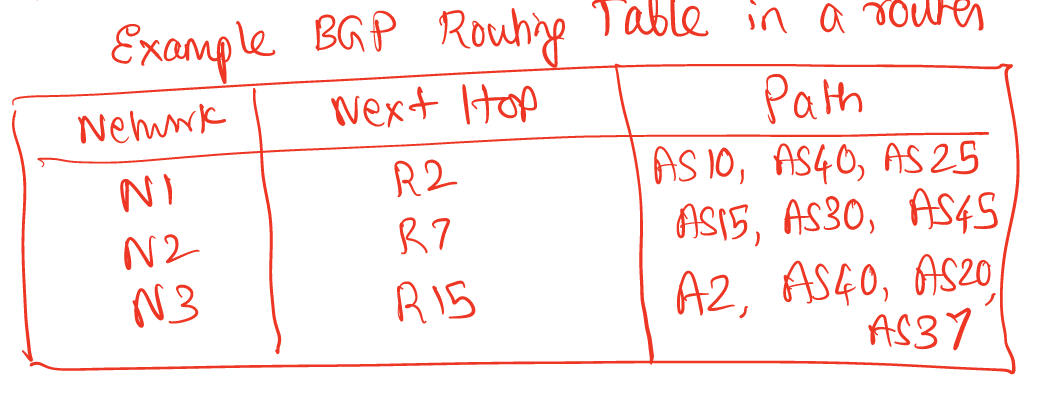 Example BGP Routing Table in a router
Network Next Hop Path
N1 R2 AS10, AS40, AS25
N2 R7 AS15, AS30, AS45
N3 R15 A2, AS40, AS20,
AS37